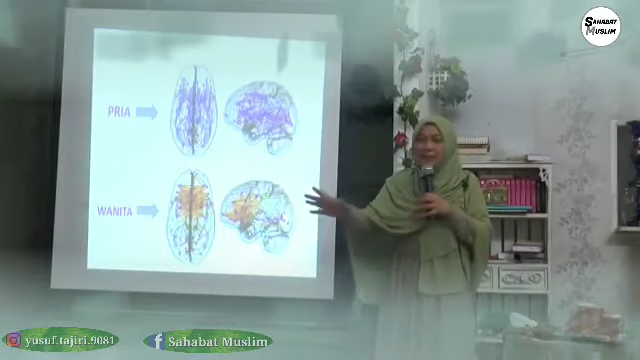 SAHABAT
MUSLIM
PRIA
WANITA
yusuf.tajiri.9081
Sahabat Muslim